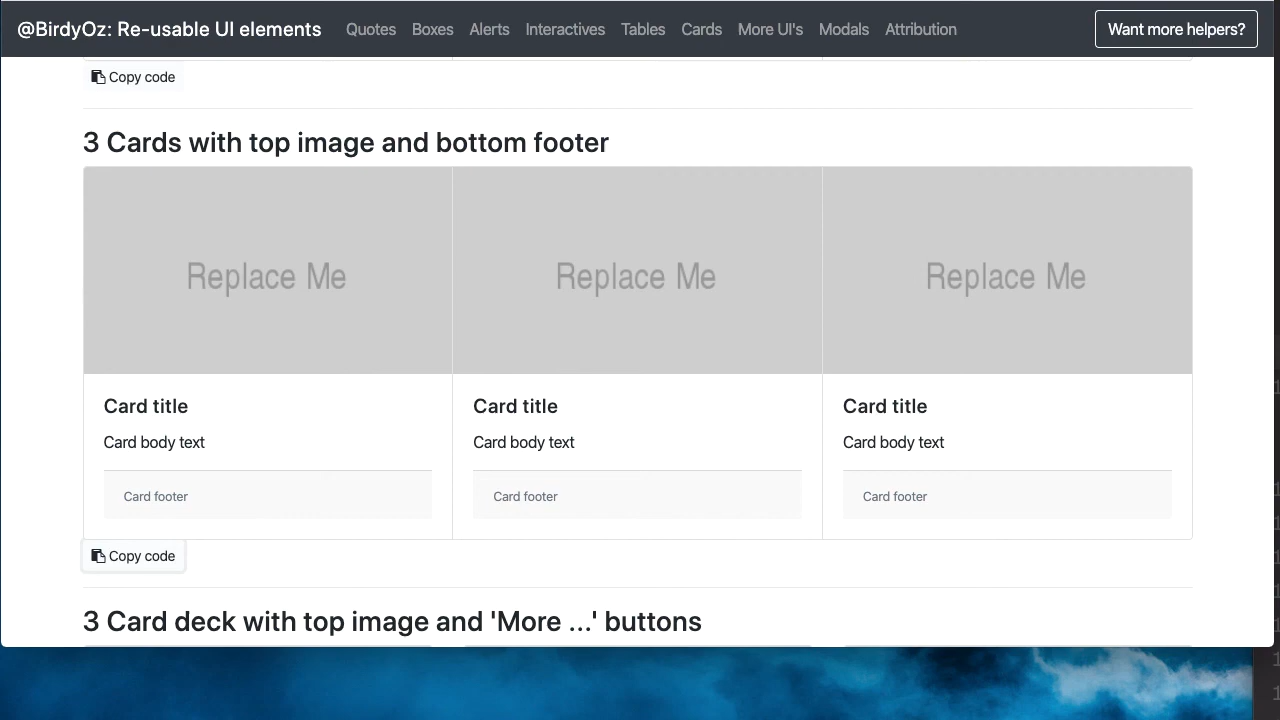 @BirdyOz: Re-usable UI elements Quotes Boxes Alerts Interactives Tables Cards More UI's Modals Attribution Want more helpers?
Copy code
3 Cards with top image and bottom footer
Replace Me Replace Me Replace Me
Card title Card title Card title
Card body text Card body text Card body text
Card footer Card footer Card footer
Copy code
3 Card deck with top image and 'More ...' buttons